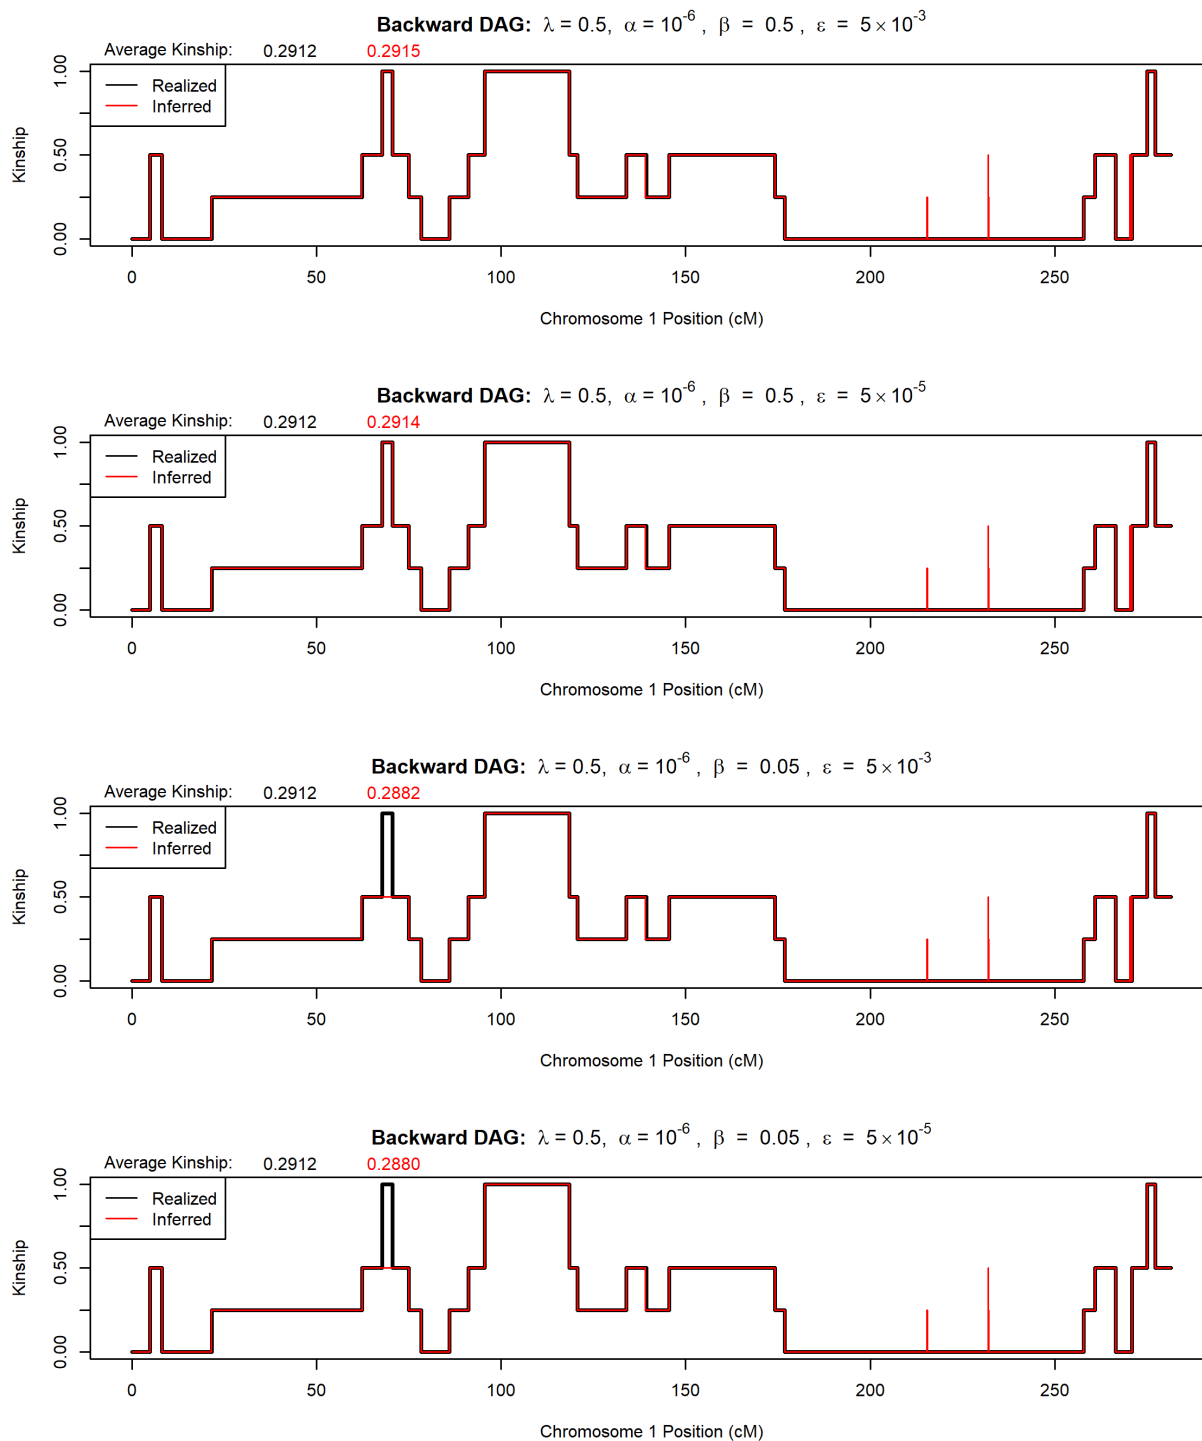 Backward DAG: λ = 0.5, α = 10^-6 , β = 0.5 , ε = 5 × 10^-3
Average Kinship: 0.2912 0.2915
Realized
Inferred
Kinship
1.00
0.50
0.00
0 50 100 150 200 250
Chromosome 1 Position (cM)
Backward DAG: λ = 0.5, α = 10^-6 , β = 0.5 , ε = 5 × 10^-5
Average Kinship: 0.2912 0.2914
Realized
Inferred
Kinship
1.00
0.50
0.00
0 50 100 150 200 250
Chromosome 1 Position (cM)
Backward DAG: λ = 0.5, α = 10^-6 , β = 0.05 , ε = 5 × 10^-3
Average Kinship: 0.2912 0.2882
Realized
Inferred
Kinship
1.00
0.50
0.00
0 50 100 150 200 250
Chromosome 1 Position (cM)
Backward DAG: λ = 0.5, α = 10^-6 , β = 0.05 , ε = 5 × 10^-5
Average Kinship: 0.2912 0.2880
Realized
Inferred
Kinship
1.00
0.50
0.00
0 50 100 150 200 250
Chromosome 1 Position (cM)